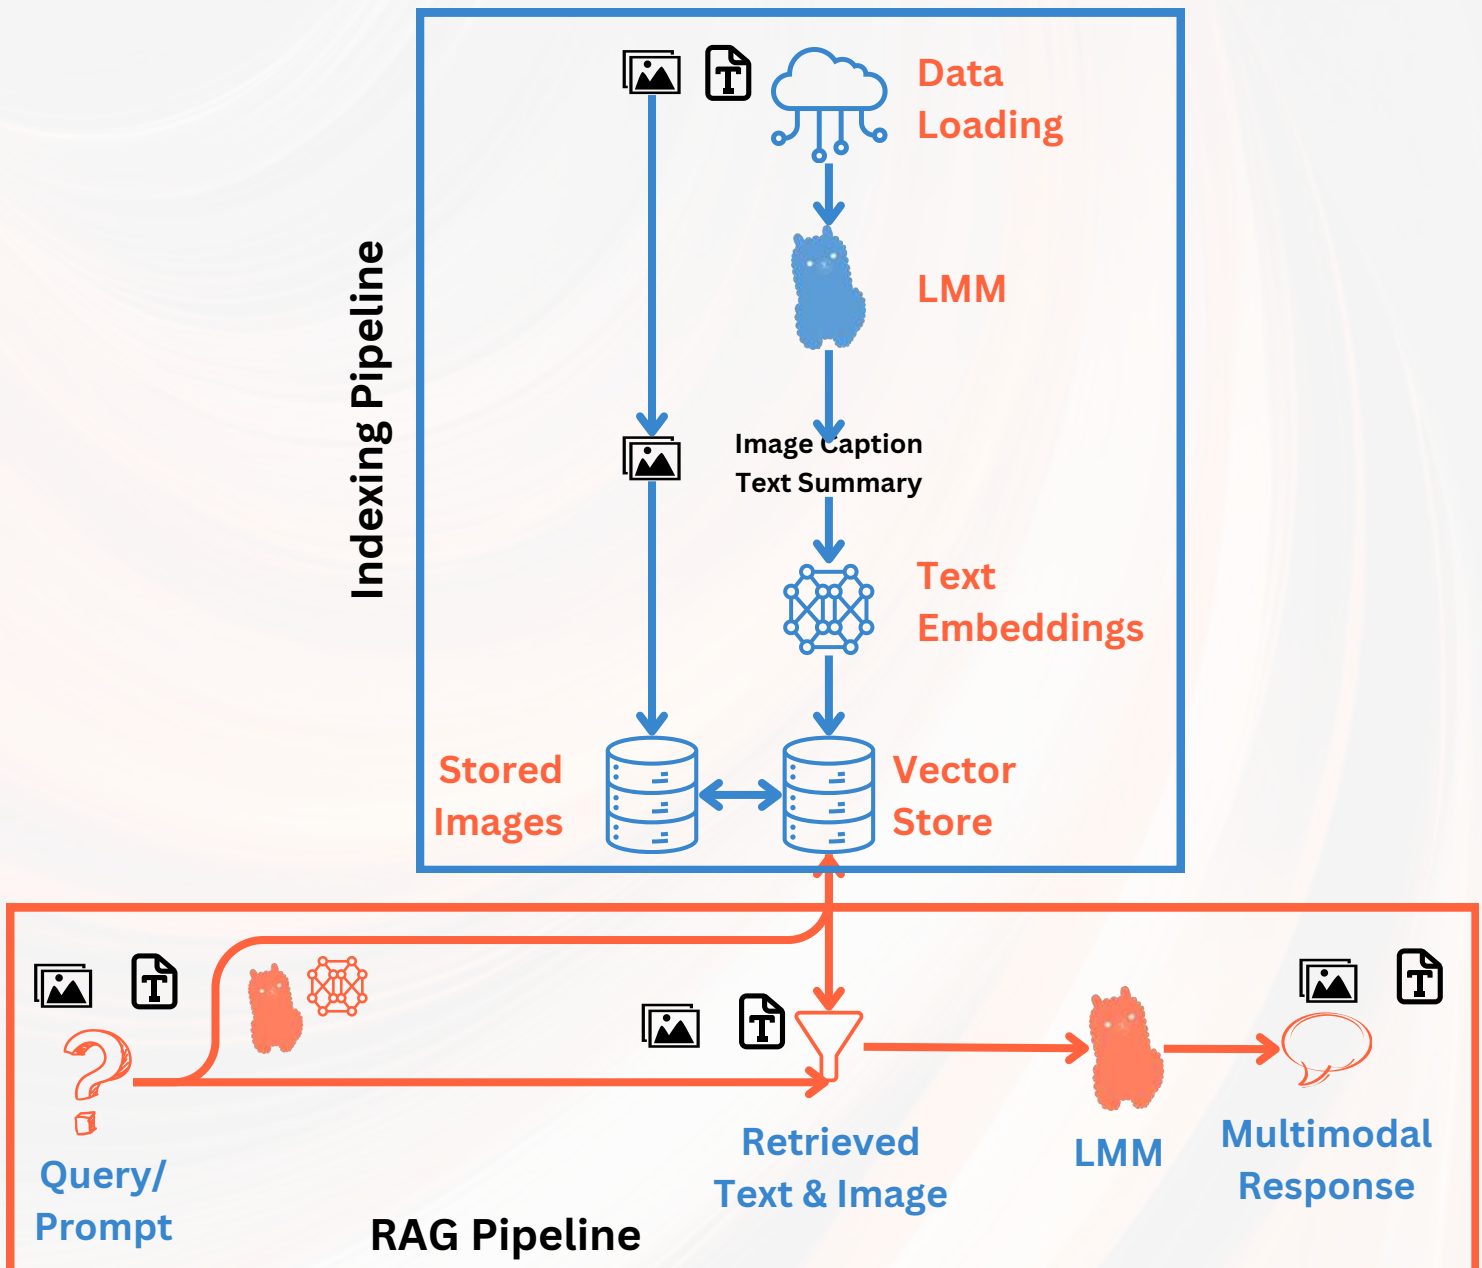 Data
Loading
Indexing Pipeline
LMM
Image Caption
Text Summary
Text
Embeddings
Stored
Images
Vector
Store
T
T
T
T
Query/
Prompt
Retrieved
Text & Image
LMM
Multimodal
Response
RAG Pipeline